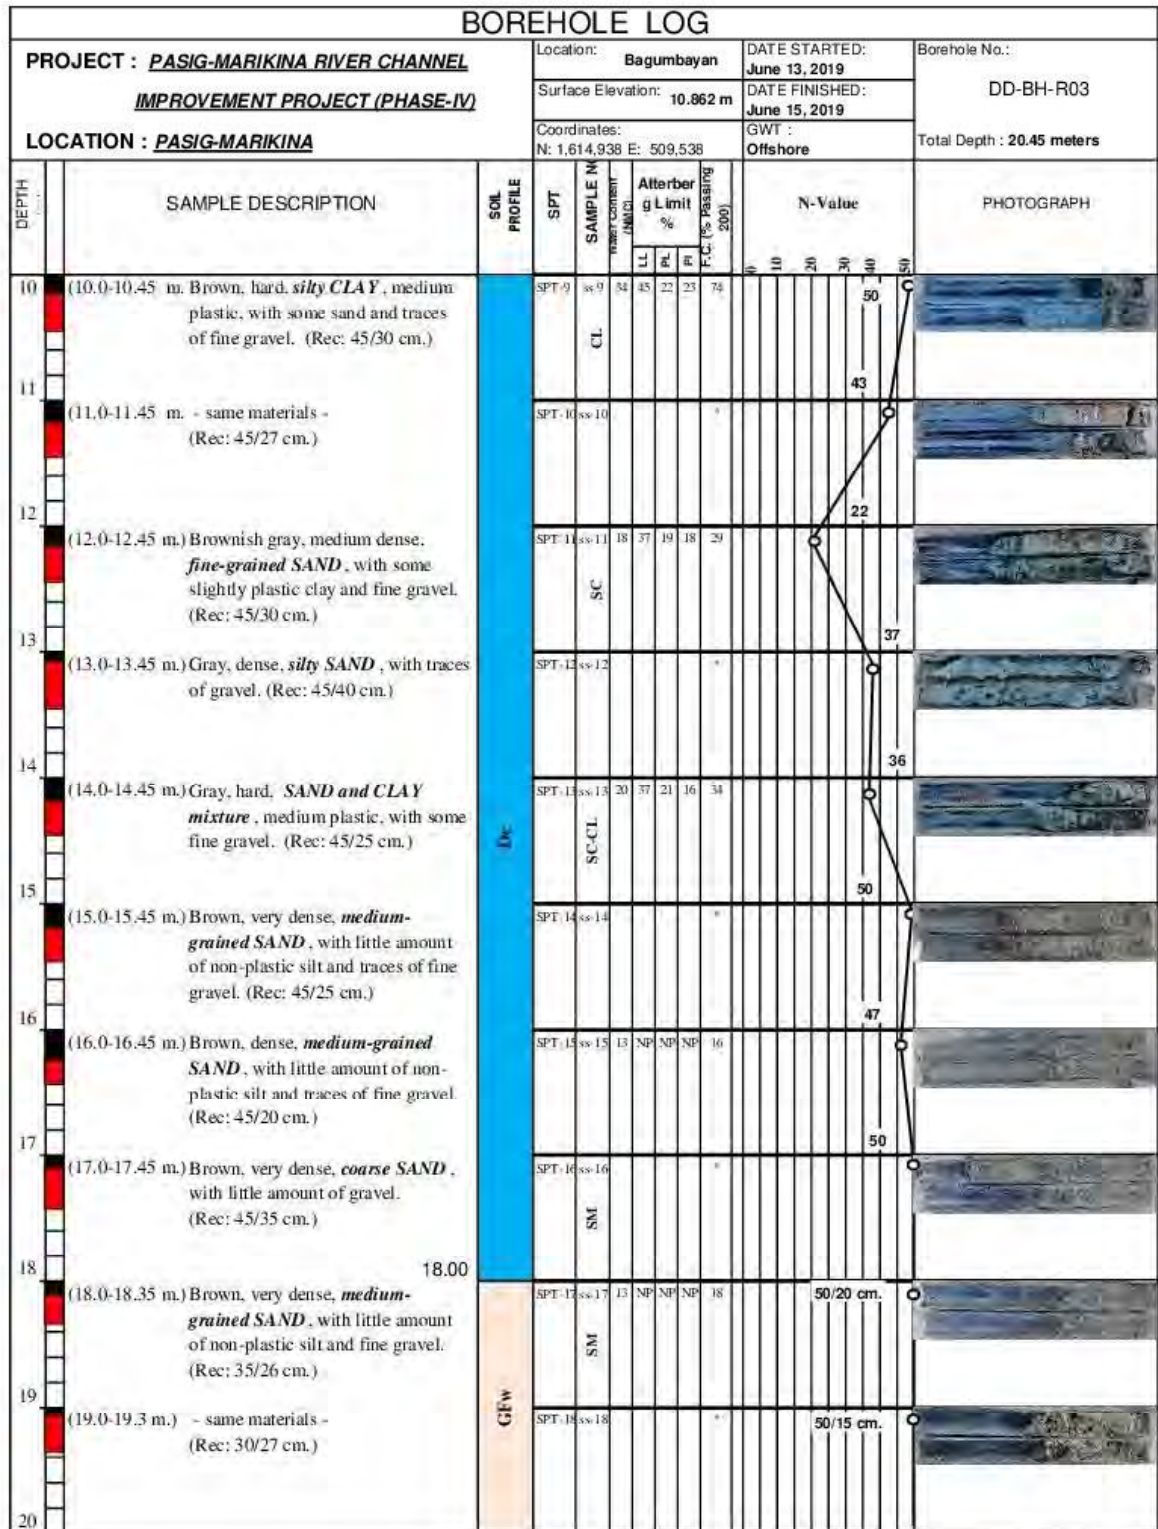 BOREHOLE LOG
PROJECT : PASIG-MARIKINA RIVER CHANNEL
IMPROVEMENT PROJECT (PHASE-IV)
LOCATION : PASIG-MARIKINA
Location: Bagumbayan
Surface Elevation: 10.862 m
Coordinates:
N: 1,614,938 E: 509,538
DATE STARTED:
June 13, 2019
DATE FINISHED:
June 15, 2019
GWT :
Offshore
Borehole No.:
DD-BH-R03
Total Depth : 20.45 meters
DEPTH
SAMPLE DESCRIPTION
SOIL PROFILE
SPT
SAMPLE NO
Water Content (NMC)
Atterber
g Limit
%
LL PL PI
F.C. (% Passing 200)
N-Value
0 10 20 30 40 50
PHOTOGRAPH
10
(10.0-10.45 m. Brown, hard, silty CLAY , medium
plastic, with some sand and traces
of fine gravel. (Rec: 45/30 cm.)
SPT-9 ss-9 34 45 22 23 74
CL
50
11
43
(11.0-11.45 m. - same materials -
(Rec: 45/27 cm.)
SPT-10 ss-10 *
12
22
(12.0-12.45 m.) Brownish gray, medium dense,
fine-grained SAND , with some
slightly plastic clay and fine gravel.
(Rec: 45/30 cm.)
SPT-11 ss-11 18 37 19 18 29
SC
13
37
(13.0-13.45 m.) Gray, dense, silty SAND , with traces
of gravel. (Rec: 45/40 cm.)
SPT-12 ss-12 *
14
36
(14.0-14.45 m.) Gray, hard, SAND and CLAY
mixture , medium plastic, with some
fine gravel. (Rec: 45/25 cm.)
Dc
SPT-13 ss-13 20 37 21 16 34
SC-CL
15
50
(15.0-15.45 m.) Brown, very dense, medium-
grained SAND , with little amount
of non-plastic silt and traces of fine
gravel. (Rec: 45/25 cm.)
SPT-14 ss-14 *
16
47
(16.0-16.45 m.) Brown, dense, medium-grained
SAND , with little amount of non-
plastic silt and traces of fine gravel.
(Rec: 45/20 cm.)
SPT-15 ss-15 13 NP NP NP 16
17
50
(17.0-17.45 m.) Brown, very dense, coarse SAND ,
with little amount of gravel.
(Rec: 45/35 cm.)
SPT-16 ss-16 *
SM
18
18.00
(18.0-18.35 m.) Brown, very dense, medium-
grained SAND , with little amount
of non-plastic silt and fine gravel.
(Rec: 35/26 cm.)
SPT-17 ss-17 13 NP NP NP 18
SM
50/20 cm.
19
GFw
(19.0-19.3 m.) - same materials -
(Rec: 30/27 cm.)
SPT-18 ss-18 *
50/15 cm.
20